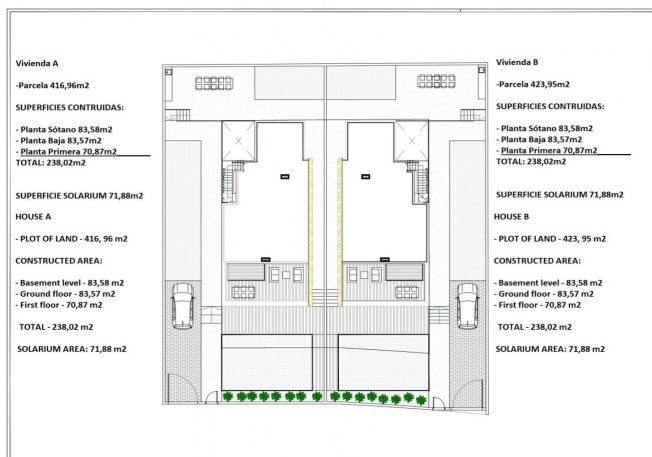 Vivienda A
-Parcela 416,96m2
SUPERFICIES CONTRUIDAS:
- Planta Sótano 83,58m2
- Planta Baja 83,57m2
- Planta Primera 70,87m2
TOTAL: 238,02m2
SUPERFICIE SOLARIUM 71,88m2
HOUSE A
- PLOT OF LAND - 416, 96 m2
CONSTRUCTED AREA:
- Basement level - 83,58 m2
- Ground floor - 83,57 m2
- First floor - 70,87 m2
TOTAL - 238,02 m2
SOLARIUM AREA: 71,88 m2
Vivienda B
-Parcela 423,95m2
SUPERFICIES CONTRUIDAS:
- Planta Sótano 83,58m2
- Planta Baja 83,57m2
- Planta Primera 70,87m2
TOTAL: 238,02m2
SUPERFICIE SOLARIUM 71,88m2
HOUSE B
- PLOT OF LAND - 423, 95 m2
CONSTRUCTED AREA:
- Basement level - 83,58 m2
- Ground floor - 83,57 m2
- First floor - 70,87 m2
TOTAL - 238,02 m2
SOLARIUM AREA: 71,88 m2